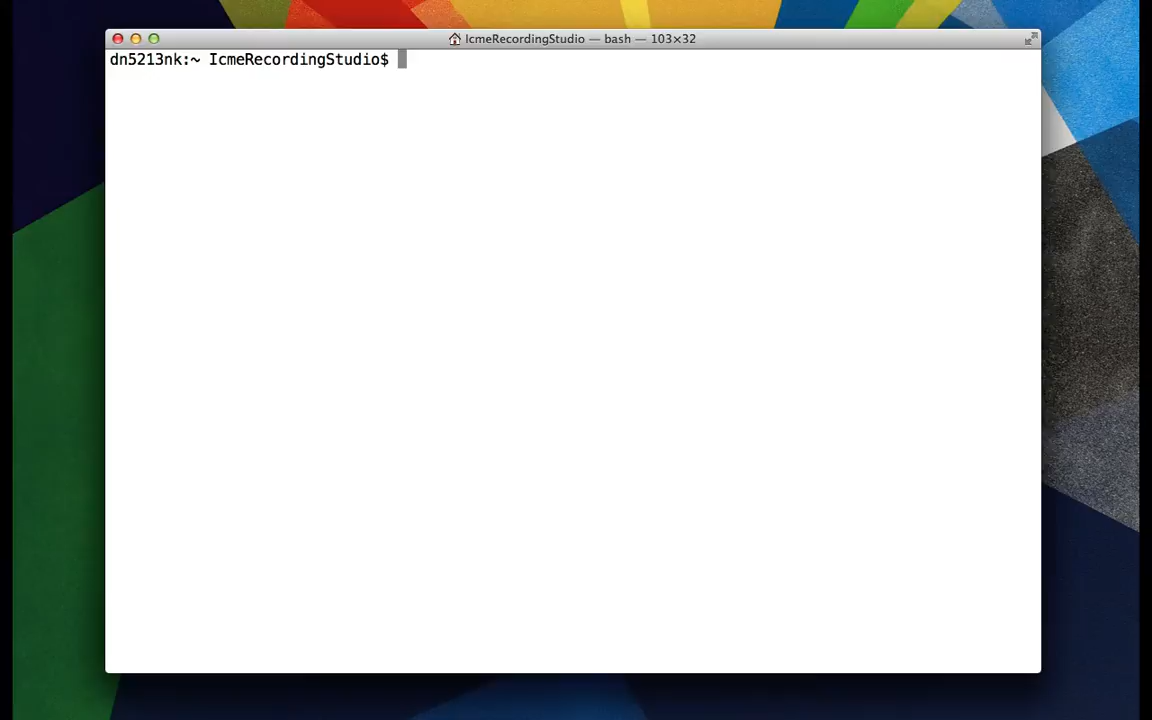 IcmeRecordingStudio — bash — 103×32
dn5213nk:~ IcmeRecordingStudio$